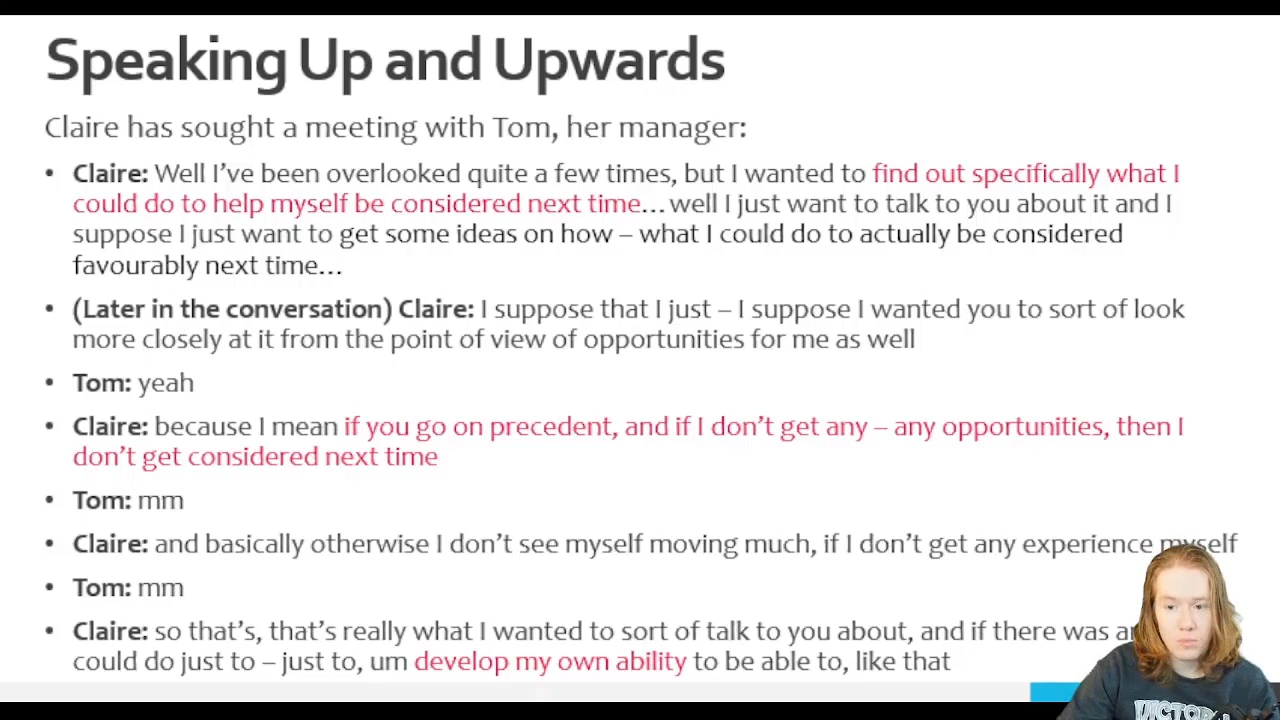 Speaking Up and Upwards
Claire has sought a meeting with Tom, her manager:
• Claire: Well I've been overlooked quite a few times, but I wanted to find out specifically what I
could do to help myself be considered next time… well I just want to talk to you about it and I
suppose I just want to get some ideas on how – what I could do to actually be considered
favourably next time…
• (Later in the conversation) Claire: I suppose that I just – I suppose I wanted you to sort of look
more closely at it from the point of view of opportunities for me as well
• Tom: yeah
• Claire: because I mean if you go on precedent, and if I don't get any – any opportunities, then I
don't get considered next time
• Tom: mm
• Claire: and basically otherwise I don't see myself moving much, if I don't get any experience myself
• Tom: mm
• Claire: so that's, that's really what I wanted to sort of talk to you about, and if there was
could do just to – just to, um develop my own ability to be able to, like that